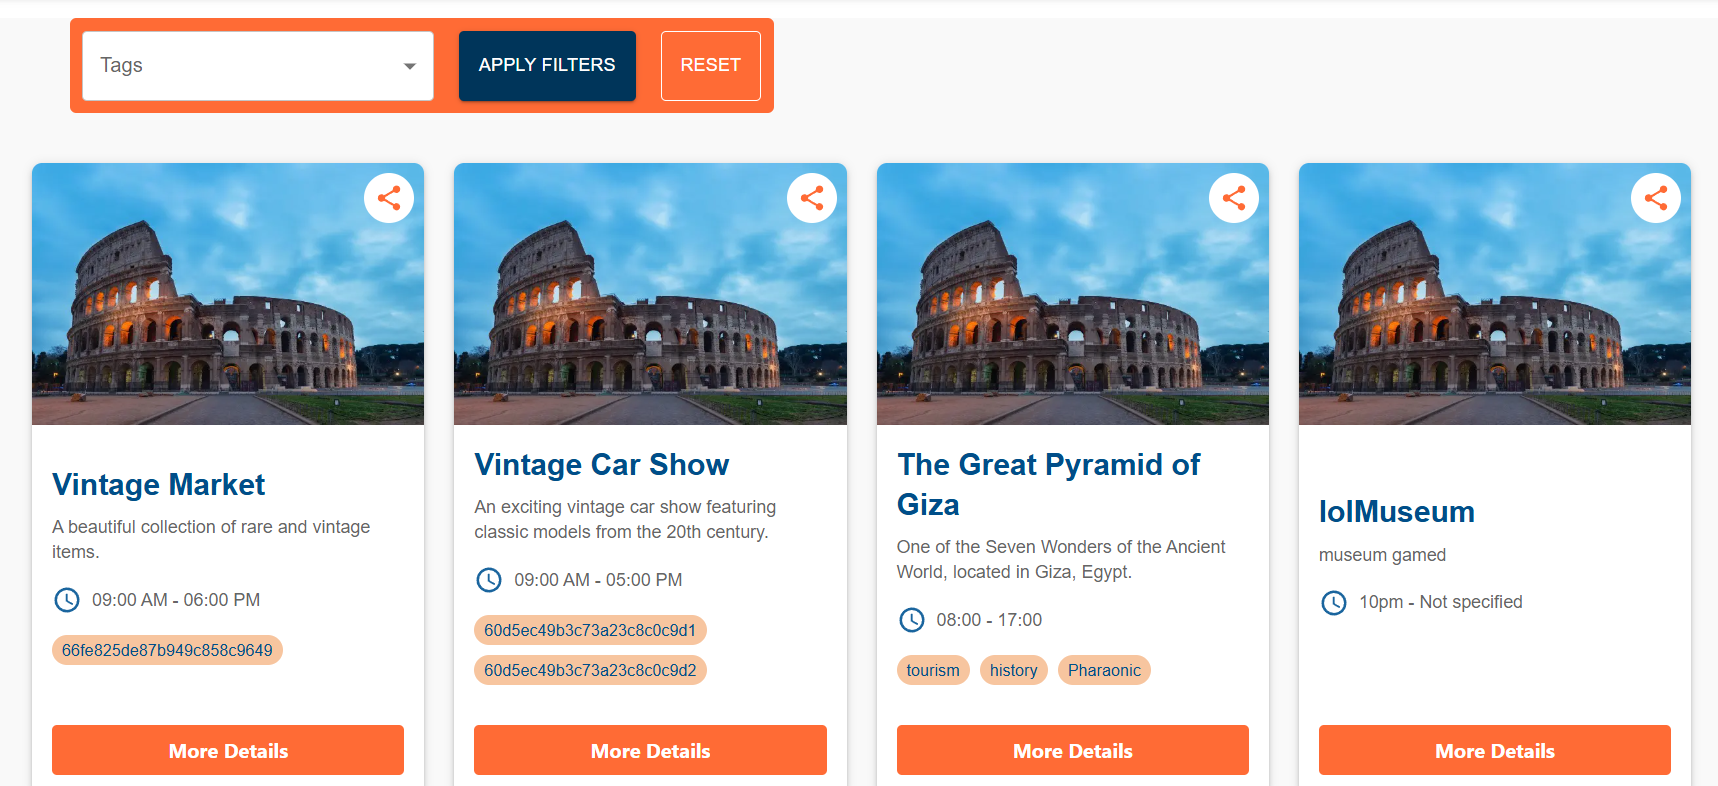 Tags
APPLY FILTERS
RESET
Vintage Market
A beautiful collection of rare and vintage
items.
09:00 AM - 06:00 PM
66fe825de87b949c858c9649
More Details
Vintage Car Show
An exciting vintage car show featuring
classic models from the 20th century.
09:00 AM - 05:00 PM
60d5ec49b3c73a23c8c0c9d1
60d5ec49b3c73a23c8c0c9d2
More Details
The Great Pyramid of
Giza
One of the Seven Wonders of the Ancient
World, located in Giza, Egypt.
08:00 - 17:00
tourism
history
Pharaonic
More Details
lolMuseum
museum gamed
10pm - Not specified
More Details